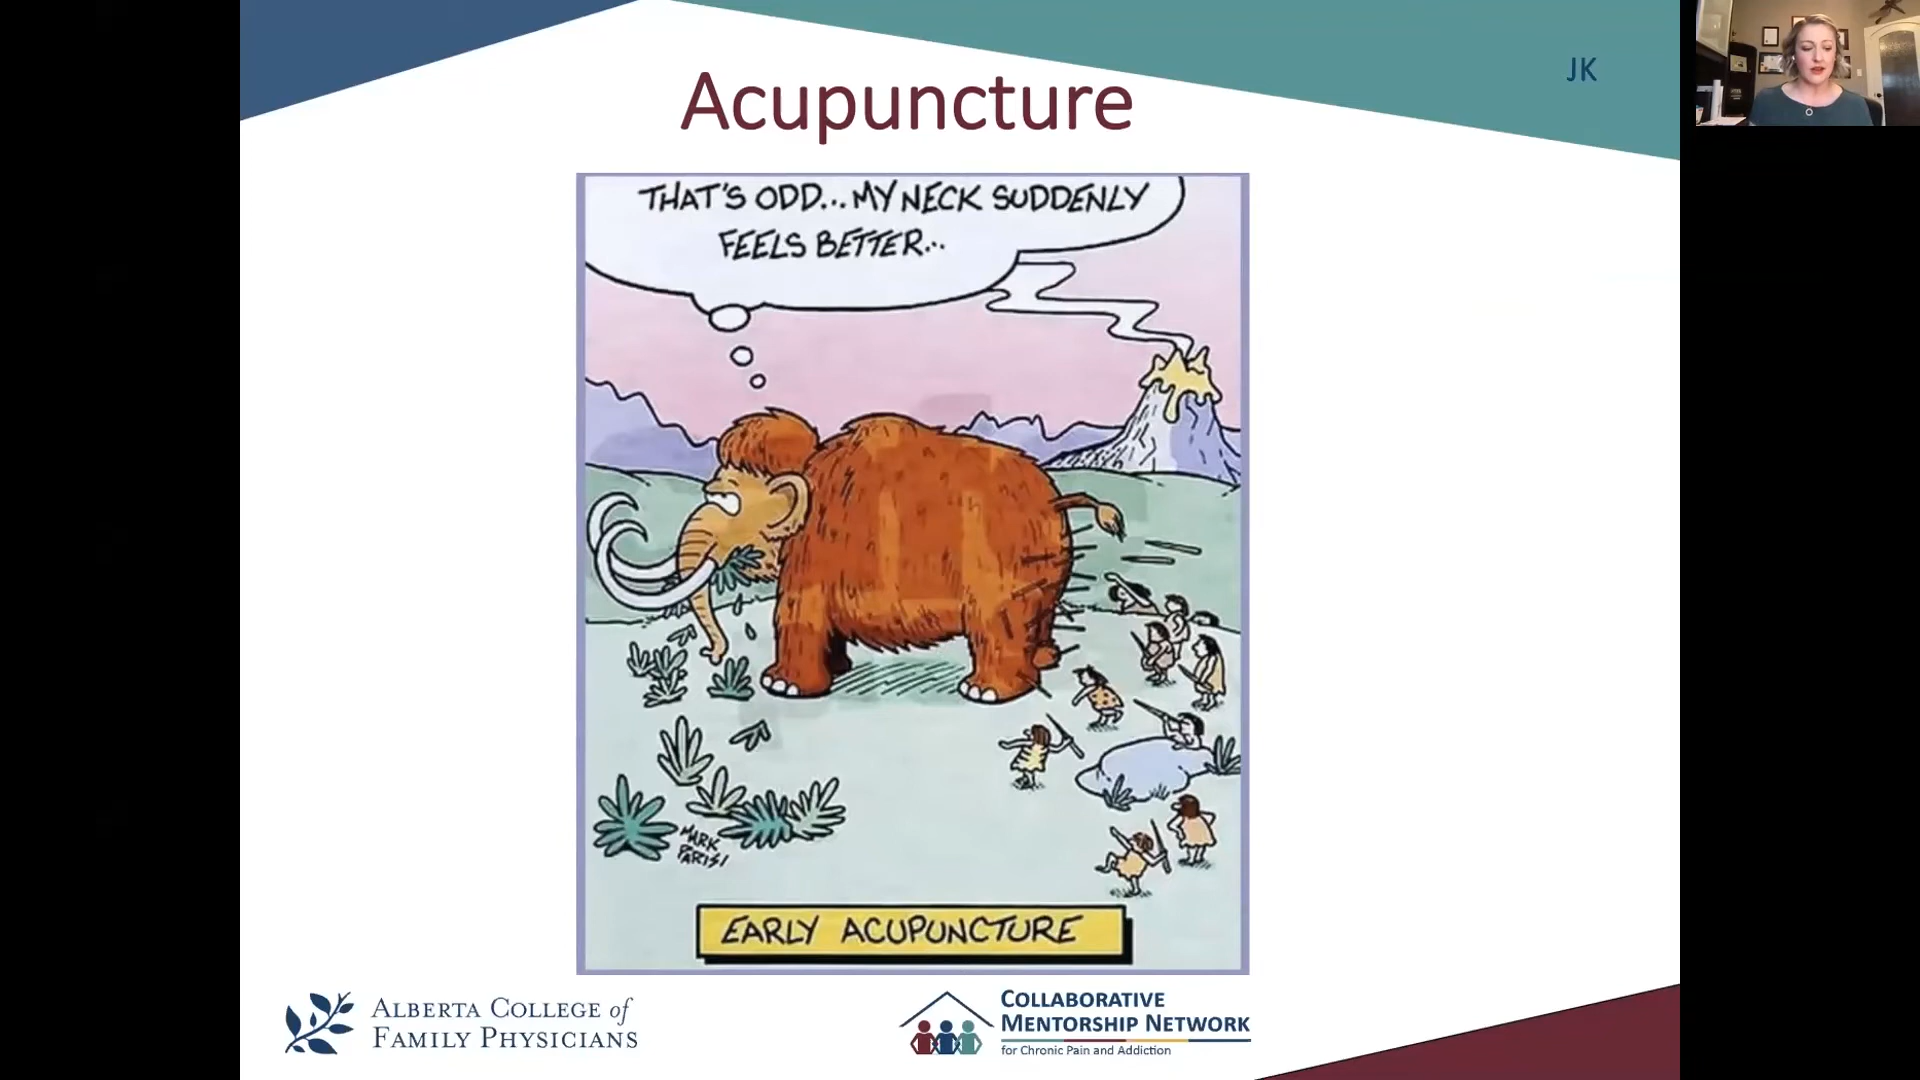 JK
Acupuncture
THAT'S ODD...MY NECK SUDDENLY
FEELS BETTER...
MARK
PARISI
EARLY ACUPUNCTURE
ALBERTA COLLEGE of
FAMILY PHYSICIANS
COLLABORATIVE
MENTORSHIP NETWORK
for Chronic Pain and Addiction